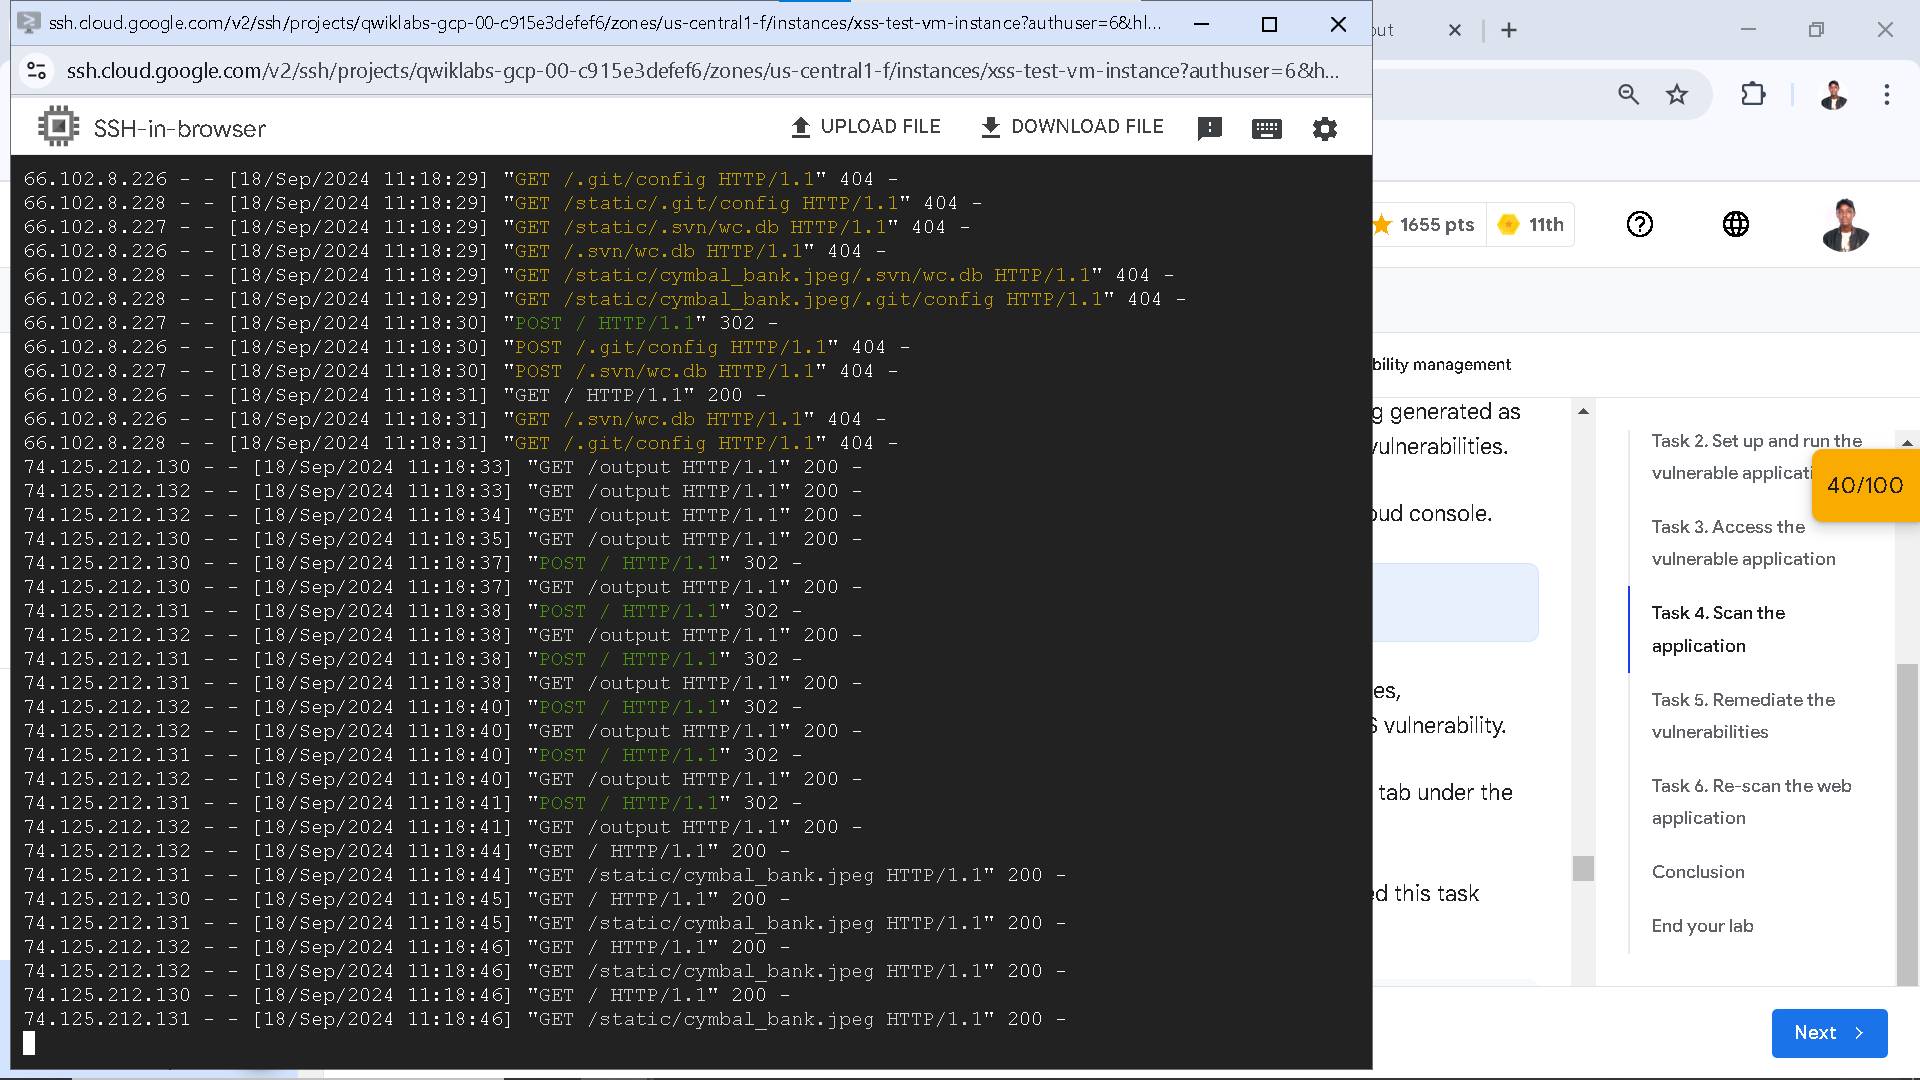 ssh.cloud.google.com/v2/ssh/projects/qwiklabs-gcp-00-c915e3defef6/zones/us-central1-f/instances/xss-test-vm-instance?authuser=6&hl...
ssh.cloud.google.com/v2/ssh/projects/qwiklabs-gcp-00-c915e3defef6/zones/us-central1-f/instances/xss-test-vm-instance?authuser=6&h...
SSH-in-browser
UPLOAD FILE
DOWNLOAD FILE
66.102.8.226 - - [18/Sep/2024 11:18:29] "GET /.git/config HTTP/1.1" 404 -
66.102.8.228 - - [18/Sep/2024 11:18:29] "GET /static/.git/config HTTP/1.1" 404 -
66.102.8.227 - - [18/Sep/2024 11:18:29] "GET /static/.svn/wc.db HTTP/1.1" 404 -
66.102.8.226 - - [18/Sep/2024 11:18:29] "GET /.svn/wc.db HTTP/1.1" 404 -
66.102.8.228 - - [18/Sep/2024 11:18:29] "GET /static/cymbal_bank.jpeg/.svn/wc.db HTTP/1.1" 404 -
66.102.8.228 - - [18/Sep/2024 11:18:29] "GET /static/cymbal_bank.jpeg/.git/config HTTP/1.1" 404 -
66.102.8.227 - - [18/Sep/2024 11:18:30] "POST / HTTP/1.1" 302 -
66.102.8.226 - - [18/Sep/2024 11:18:30] "POST /.git/config HTTP/1.1" 404 -
66.102.8.227 - - [18/Sep/2024 11:18:30] "POST /.svn/wc.db HTTP/1.1" 404 -
66.102.8.226 - - [18/Sep/2024 11:18:31] "GET / HTTP/1.1" 200 -
66.102.8.226 - - [18/Sep/2024 11:18:31] "GET /.svn/wc.db HTTP/1.1" 404 -
66.102.8.228 - - [18/Sep/2024 11:18:31] "GET /.git/config HTTP/1.1" 404 -
74.125.212.130 - - [18/Sep/2024 11:18:33] "GET /output HTTP/1.1" 200 -
74.125.212.132 - - [18/Sep/2024 11:18:33] "GET /output HTTP/1.1" 200 -
74.125.212.132 - - [18/Sep/2024 11:18:34] "GET /output HTTP/1.1" 200 -
74.125.212.130 - - [18/Sep/2024 11:18:35] "GET /output HTTP/1.1" 200 -
74.125.212.130 - - [18/Sep/2024 11:18:37] "POST / HTTP/1.1" 302 -
74.125.212.130 - - [18/Sep/2024 11:18:37] "GET /output HTTP/1.1" 200 -
74.125.212.131 - - [18/Sep/2024 11:18:38] "POST / HTTP/1.1" 302 -
74.125.212.132 - - [18/Sep/2024 11:18:38] "GET /output HTTP/1.1" 200 -
74.125.212.131 - - [18/Sep/2024 11:18:38] "POST / HTTP/1.1" 302 -
74.125.212.131 - - [18/Sep/2024 11:18:38] "GET /output HTTP/1.1" 200 -
74.125.212.131 - - [18/Sep/2024 11:18:40] "POST / HTTP/1.1" 302 -
74.125.212.132 - - [18/Sep/2024 11:18:40] "GET /output HTTP/1.1" 200 -
74.125.212.131 - - [18/Sep/2024 11:18:40] "POST / HTTP/1.1" 302 -
74.125.212.132 - - [18/Sep/2024 11:18:40] "GET /output HTTP/1.1" 200 -
74.125.212.131 - - [18/Sep/2024 11:18:41] "POST / HTTP/1.1" 302 -
74.125.212.132 - - [18/Sep/2024 11:18:41] "GET /output HTTP/1.1" 200 -
74.125.212.132 - - [18/Sep/2024 11:18:44] "GET / HTTP/1.1" 200 -
74.125.212.131 - - [18/Sep/2024 11:18:44] "GET /static/cymbal_bank.jpeg HTTP/1.1" 200 -
74.125.212.130 - - [18/Sep/2024 11:18:45] "GET / HTTP/1.1" 200 -
74.125.212.131 - - [18/Sep/2024 11:18:45] "GET /static/cymbal_bank.jpeg HTTP/1.1" 200 -
74.125.212.132 - - [18/Sep/2024 11:18:46] "GET / HTTP/1.1" 200 -
74.125.212.132 - - [18/Sep/2024 11:18:46] "GET /static/cymbal_bank.jpeg HTTP/1.1" 200 -
74.125.212.130 - - [18/Sep/2024 11:18:46] "GET / HTTP/1.1" 200 -
74.125.212.131 - - [18/Sep/2024 11:18:46] "GET /static/cymbal_bank.jpeg HTTP/1.1" 200 -
out
1655 pts
11th
bility management
g generated as
vulnerabilities.
oud console.
es,
S vulnerability.
tab under the
ed this task
Task 2. Set up and run the
vulnerable applicati
40/100
Task 3. Access the
vulnerable application
Task 4. Scan the
application
Task 5. Remediate the
vulnerabilities
Task 6. Re-scan the web
application
Conclusion
End your lab
Next